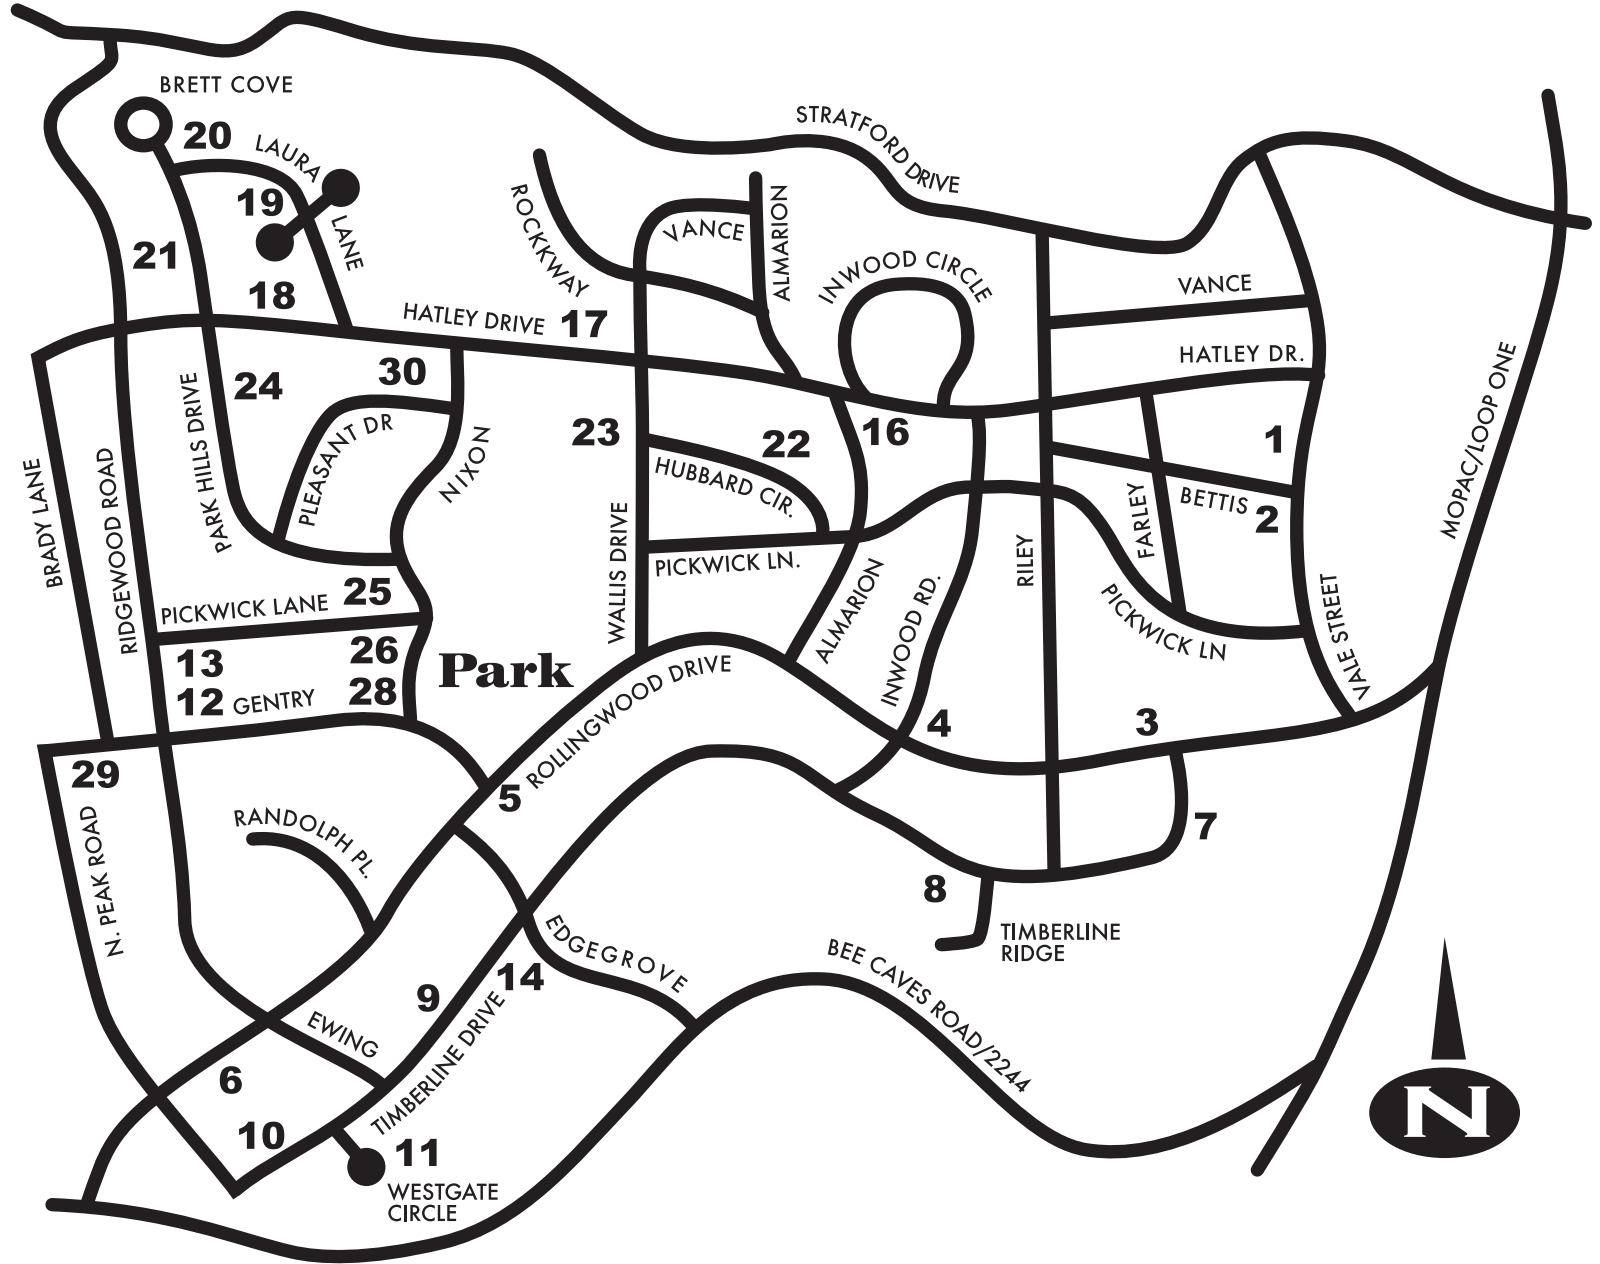 BRETT COVE
20
LAURA
LANE
19
21
18
STRATFORD DRIVE
ROCKKWAY
VANCE
ALMARION
INWOOD CIRCLE
VANCE
HATLEY DRIVE
17
HATLEY DR.
30
24
PLEASANT DR
NIXON
PARK HILLS DRIVE
RIDGEWOOD ROAD
BRADY LANE
23
22
16
1
HUBBARD CIR.
BETTIS
2
FARLEY
MOPAC/LOOP ONE
WALLIS DRIVE
PICKWICK LN.
ALMARION
INWOOD RD.
RILEY
PICKWICK LN
VALE STREET
25
PICKWICK LANE
26
13
12
GENTRY
28
Park
ROLLINGWOOD DRIVE
4
3
29
5
7
N. PEAK ROAD
RANDOLPH PL.
8
TIMBERLINE
RIDGE
EDGEGROVE
14
9
BEE CAVES ROAD/2244
EWING
TIMBERLINE DRIVE
6
10
11
WESTGATE
CIRCLE
N